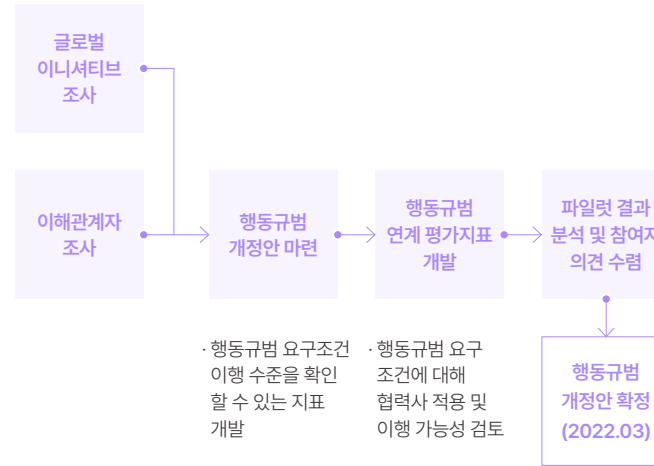 글로벌
이니셔티브
조사
이해관계자
조사
행동규범
개정안 마련
행동규범
연계 평가지표
개발
파일럿 결과
분석 및 참여자
의견 수렴
· 행동규범 요구조건
이행 수준을 확인
할 수 있는 지표
개발
· 행동규범 요구
조건에 대해
협력사 적용 및
이행 가능성 검토
행동규범
개정안 확정
(2022.03)